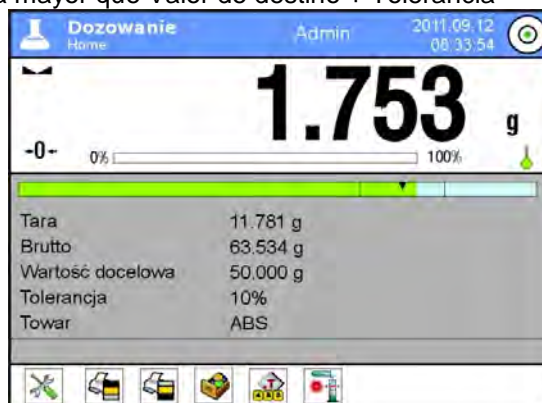 mayor que Valor de destino + Tolerancia
Dozowanie
Home
Admin
2011.09.12
08:33:54
1.753 g
0% 100%
Tara 11.781 g
Brutto 63.534 g
Wartość docelowa 50.000 g
Tolerancja 10%
Towar ABS